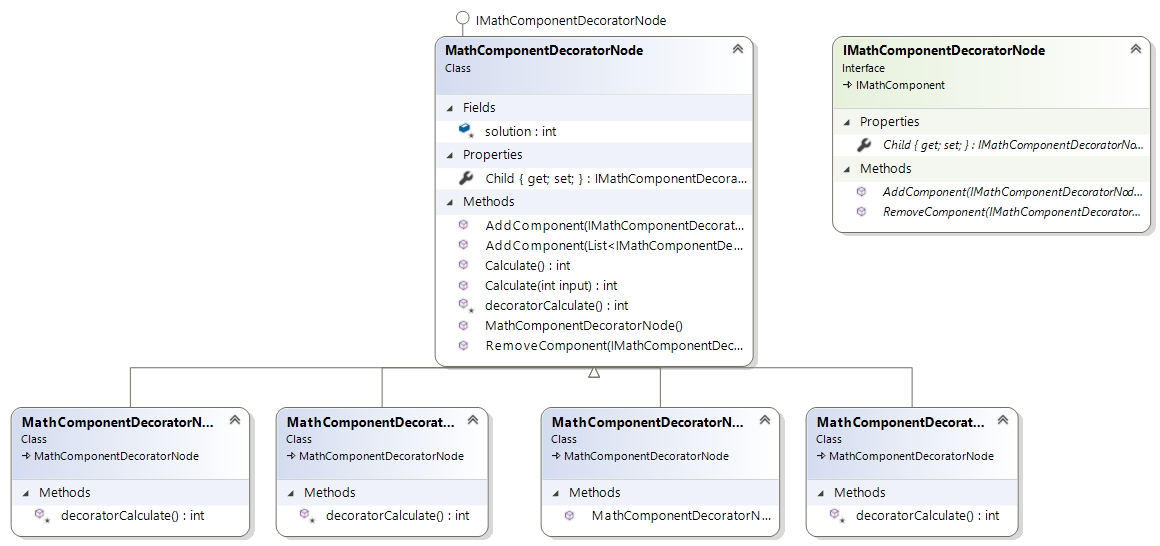 IMathComponentDecoratorNode
MathComponentDecoratorNode
Class
Fields
solution : int
Properties
Child { get; set; } : IMathComponentDecora...
Methods
AddComponent(IMathComponentDecorat...
AddComponent(List<IMathComponentDe...
Calculate() : int
Calculate(int input) : int
decoratorCalculate() : int
MathComponentDecoratorNode()
RemoveComponent(IMathComponentDec...
IMathComponentDecoratorNode
Interface
IMathComponent
Properties
Child { get; set; } : IMathComponentDecoratorNo...
Methods
AddComponent(IMathComponentDecoratorNod...
RemoveComponent(IMathComponentDecorator...
MathComponentDecoratorN...
Class
MathComponentDecoratorNode
Methods
decoratorCalculate() : int
MathComponentDecorat...
Class
MathComponentDecoratorNode
Methods
decoratorCalculate() : int
MathComponentDecoratorN...
Class
MathComponentDecoratorNode
Methods
MathComponentDecoratorN...
MathComponentDecorat...
Class
MathComponentDecoratorNode
Methods
decoratorCalculate() : int